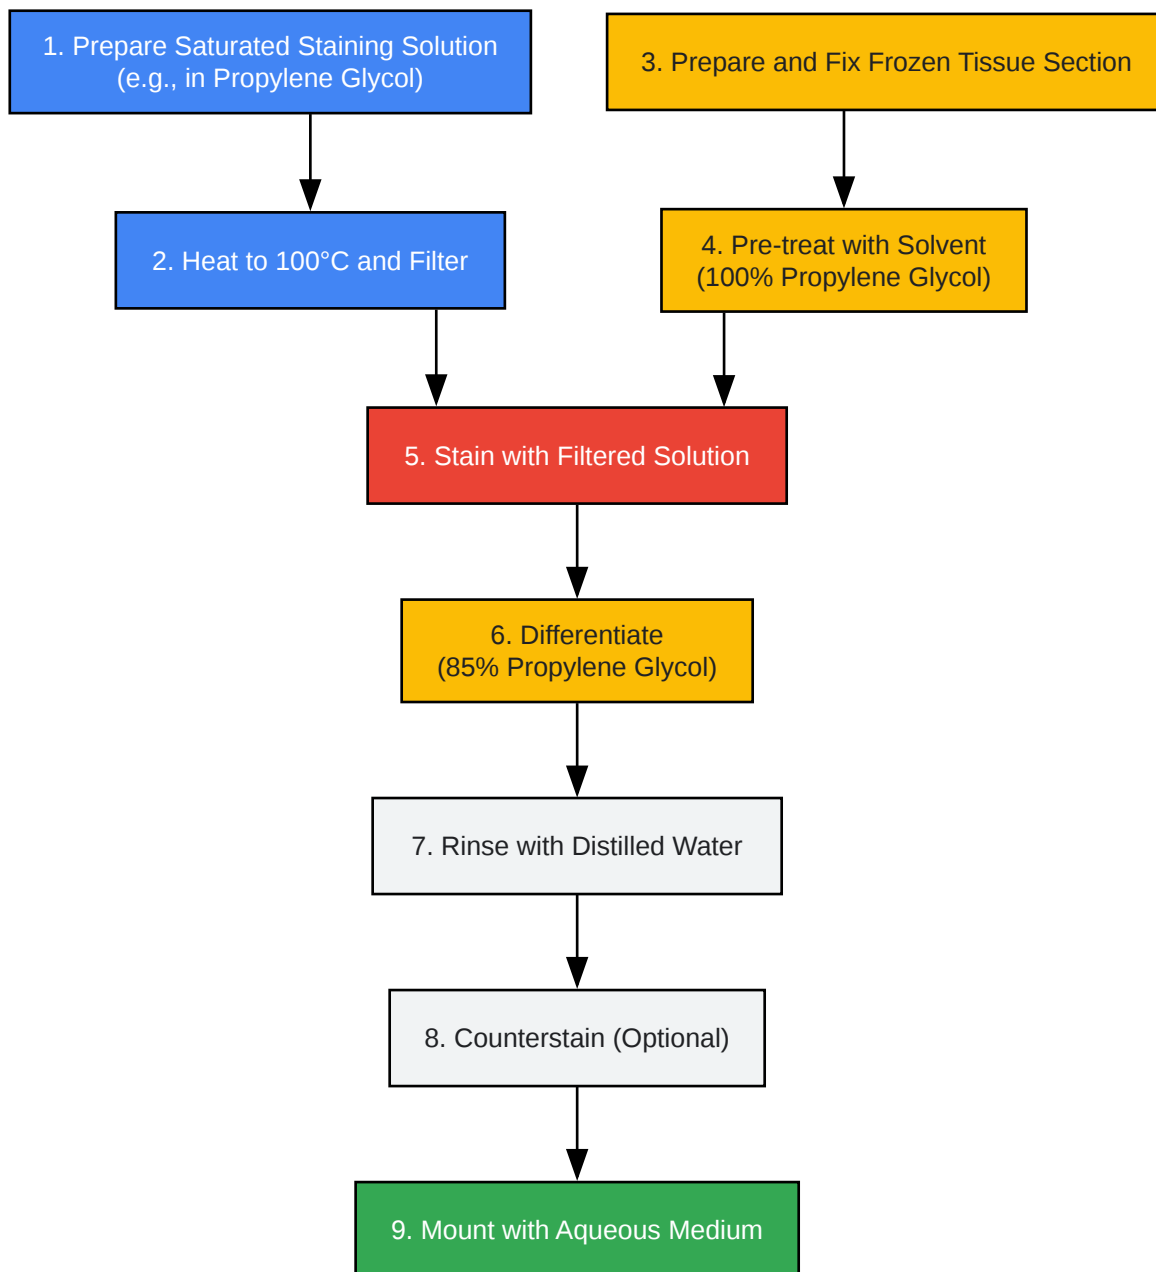 1. Prepare Saturated Staining Solution
(e.g., in Propylene Glycol)
3. Prepare and Fix Frozen Tissue Section
2. Heat to 100°C and Filter
4. Pre-treat with Solvent
(100% Propylene Glycol)
5. Stain with Filtered Solution
6. Differentiate
(85% Propylene Glycol)
7. Rinse with Distilled Water
8. Counterstain (Optional)
9. Mount with Aqueous Medium